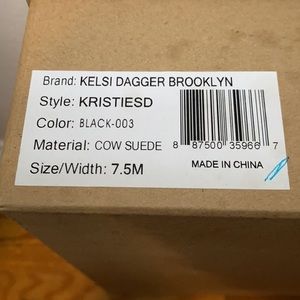 Brand: KELSI DAGGER BROOKLYN
Style: KRISTIESD
Color: BLACK-003
Material: COW SUEDE
8 87500 35966 7
Size/Width: 7.5M
MADE IN CHINA